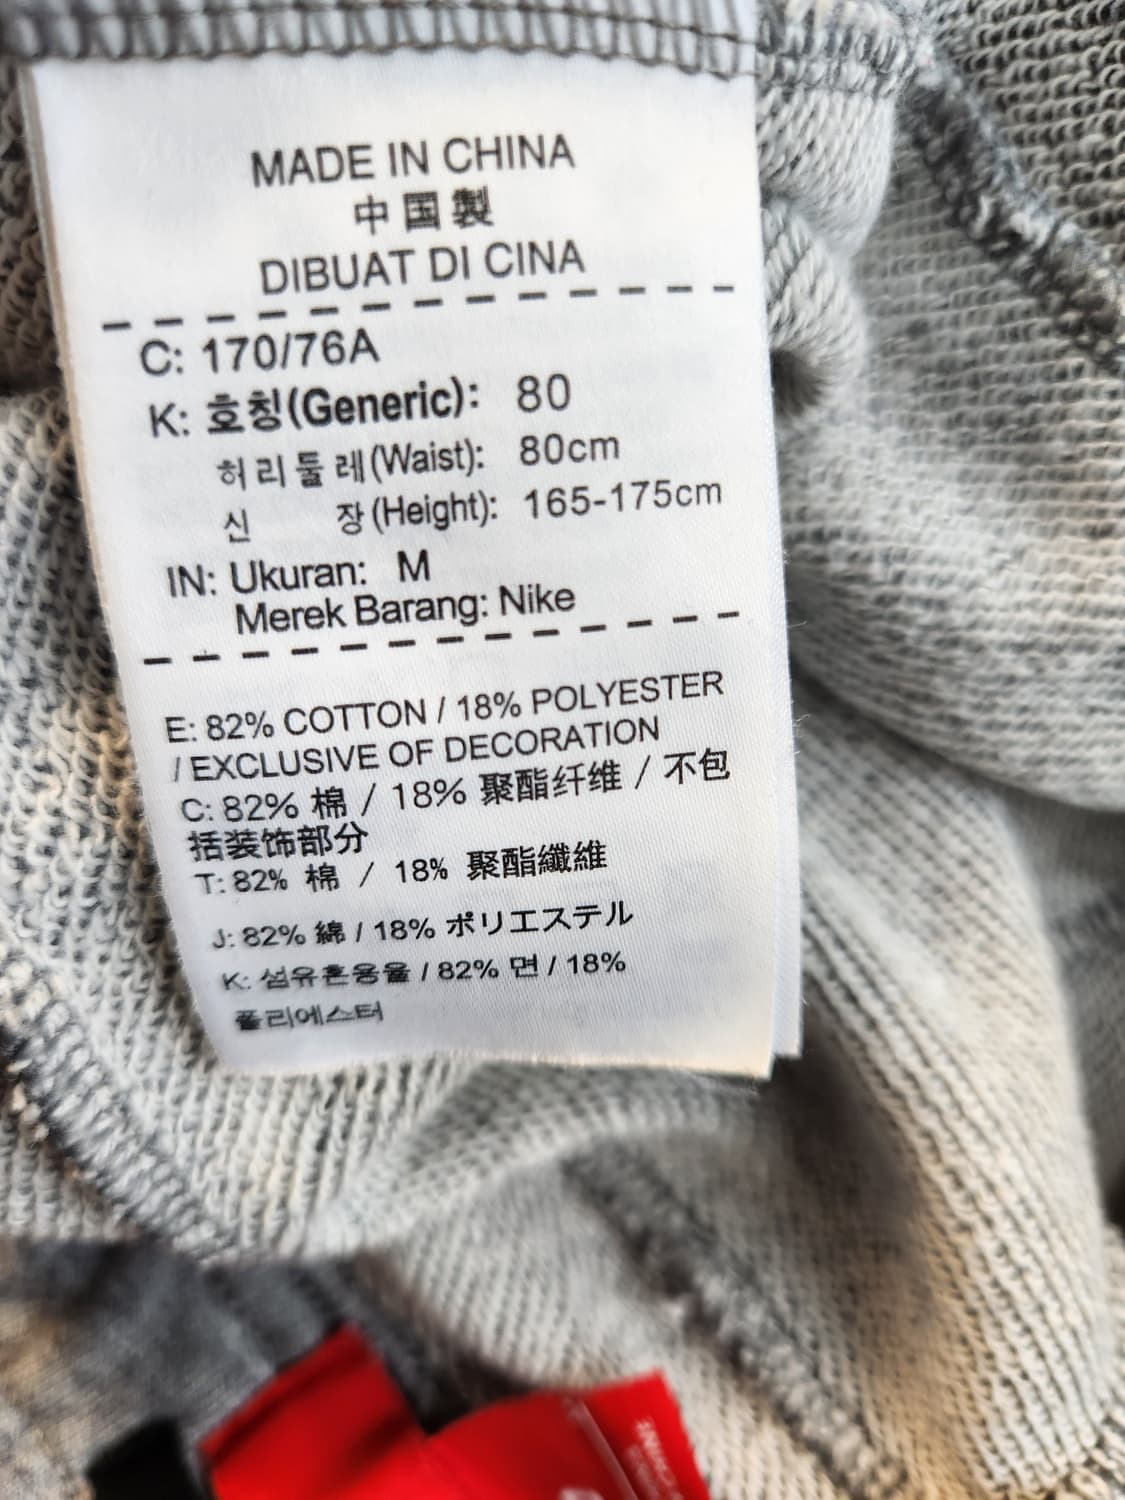 MADE IN CHINA
中国製
DIBUAT DI CINA
C: 170/76A
K: 호칭(Generic): 80
허리둘레(Waist): 80cm
신 장(Height): 165-175cm
IN: Ukuran: M
Merek Barang: Nike
E: 82% COTTON / 18% POLYESTER
/ EXCLUSIVE OF DECORATION
C: 82% 棉 / 18% 聚酯纤维 / 不包
括装饰部分
T: 82% 棉 / 18% 聚酯纖維
J: 82% 綿 / 18% ポリエステル
K: 섬유혼용율 / 82% 면 / 18%
폴리에스터